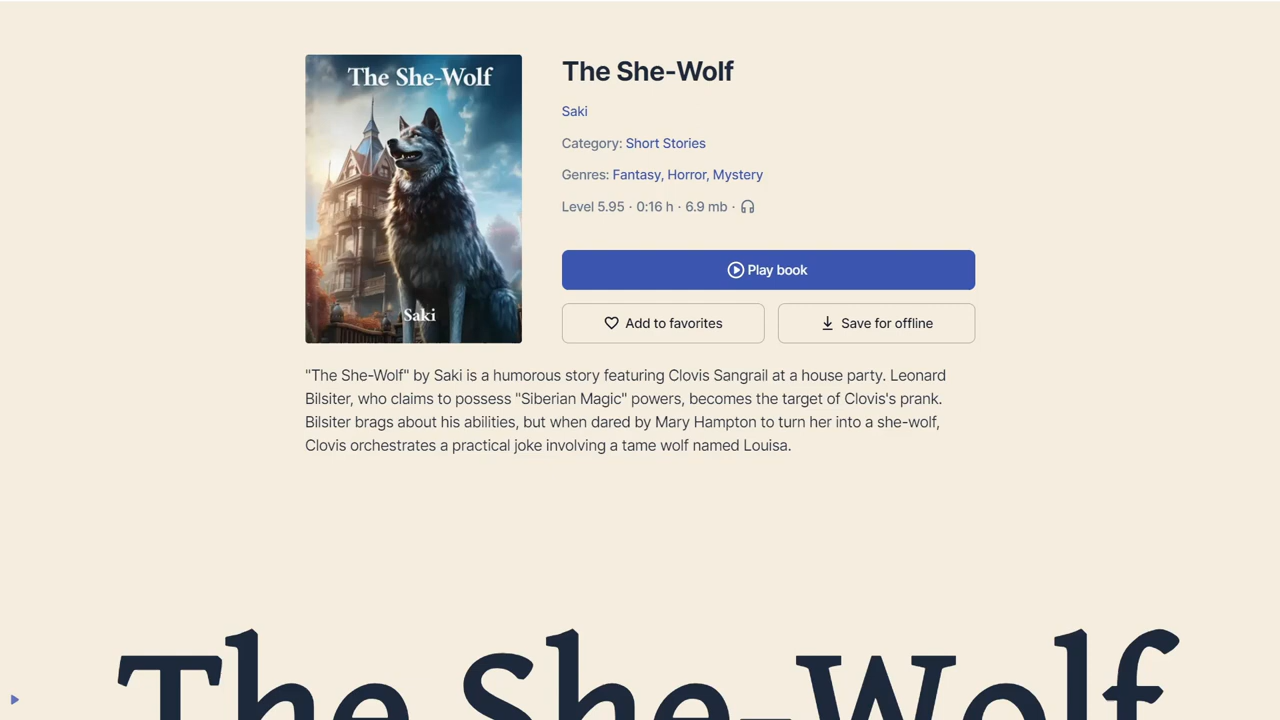 The She-Wolf
Saki
The She-Wolf
Saki
Category: Short Stories
Genres: Fantasy, Horror, Mystery
Level 5.95 · 0:16 h · 6.9 mb ·
Play book
Add to favorites
Save for offline
"The She-Wolf" by Saki is a humorous story featuring Clovis Sangrail at a house party. Leonard
Bilsiter, who claims to possess "Siberian Magic" powers, becomes the target of Clovis's prank.
Bilsiter brags about his abilities, but when dared by Mary Hampton to turn her into a she-wolf,
Clovis orchestrates a practical joke involving a tame wolf named Louisa.
The She-Wolf